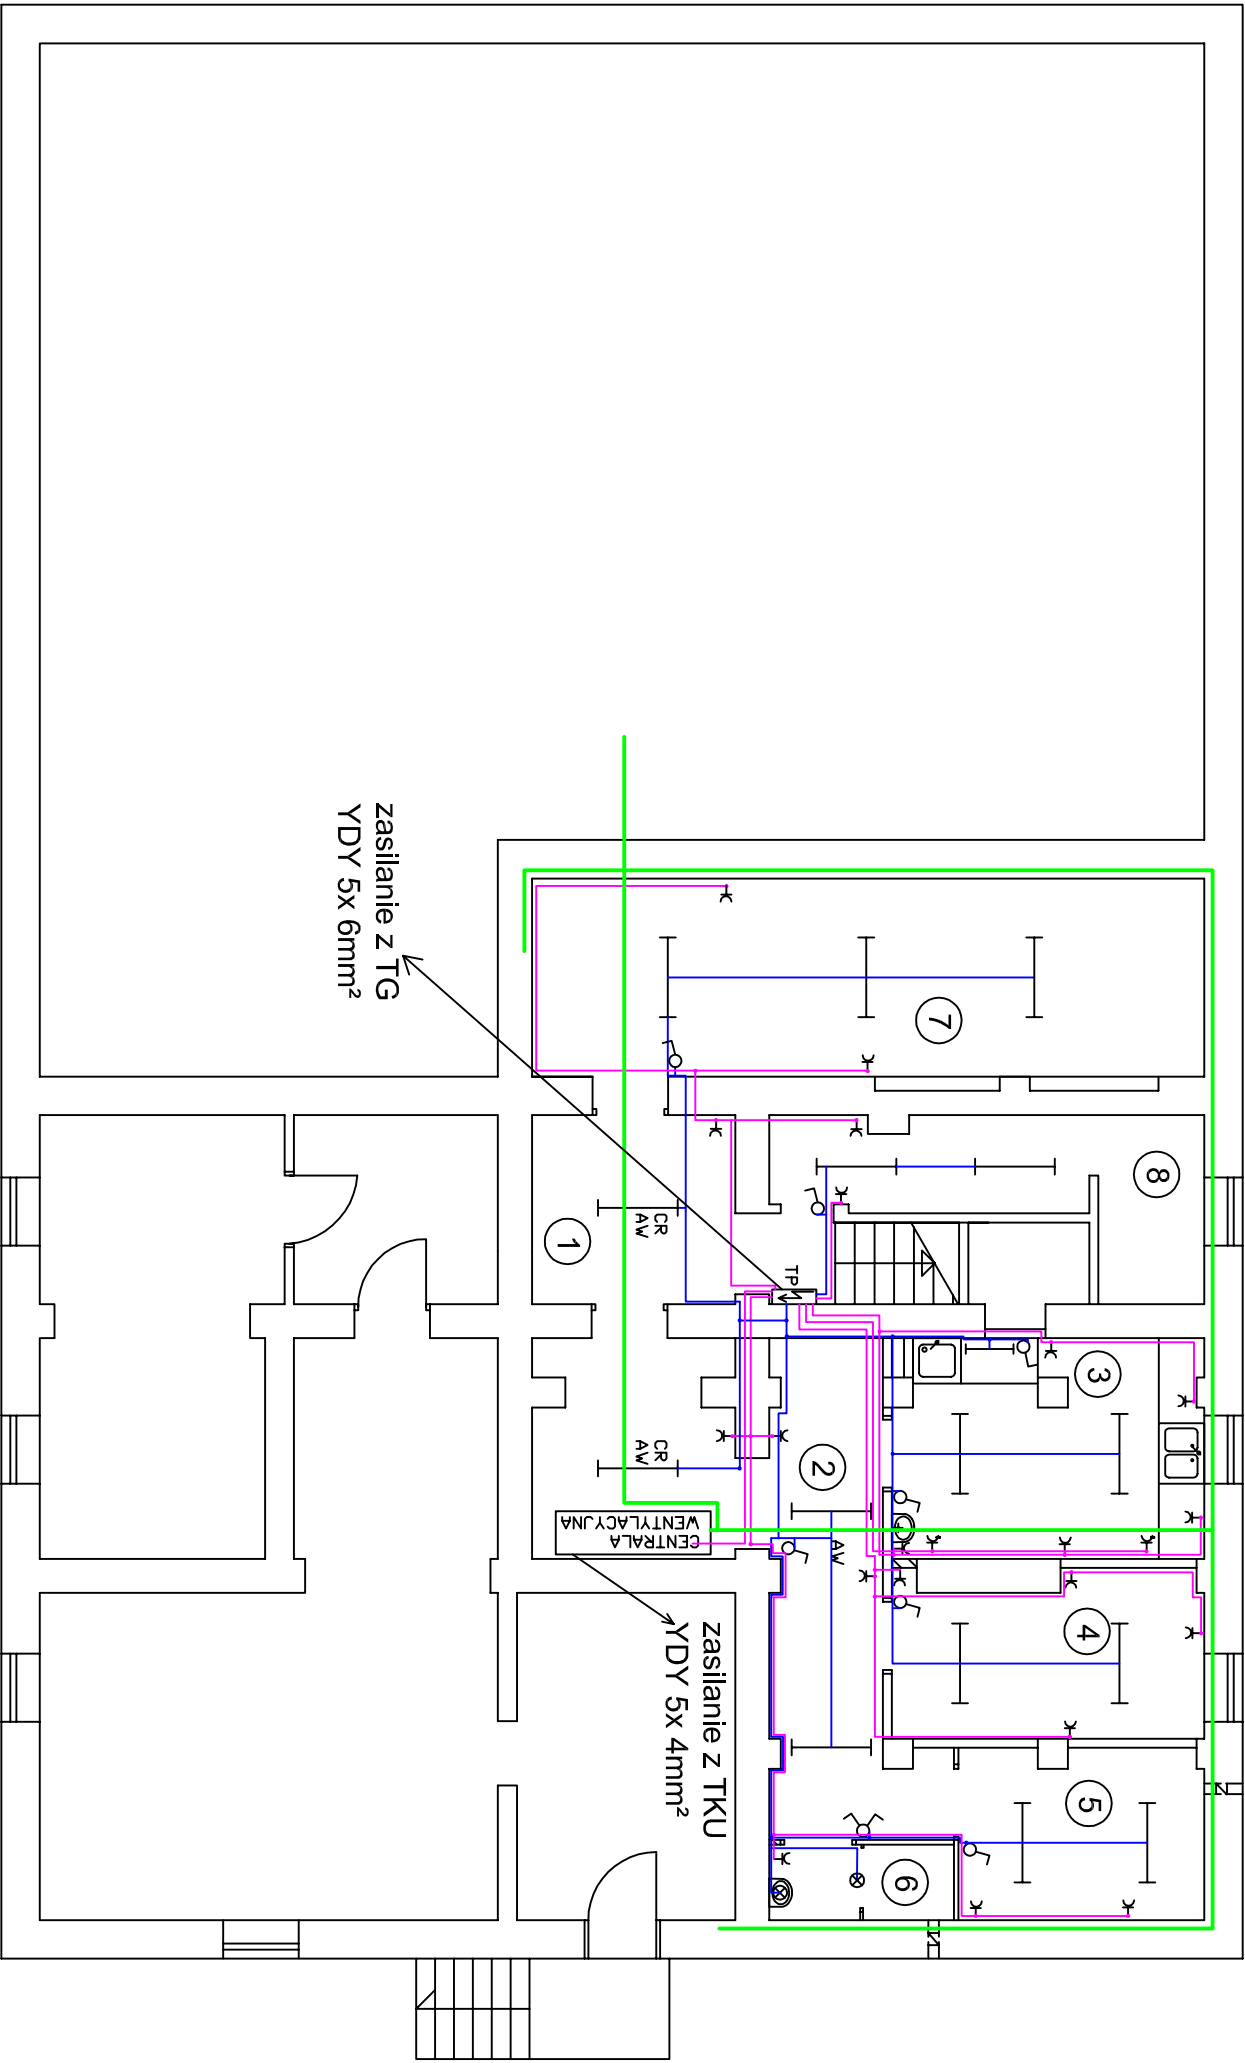 zasilanie z TG
YDY 5x 6mm²
7
8
1
CR
AW
TP
3
2
CR
AW
CENTRALA
WENTYLACYJNA
AW
4
zasilanie z TKU
YDY 5x 4mm²
5
6